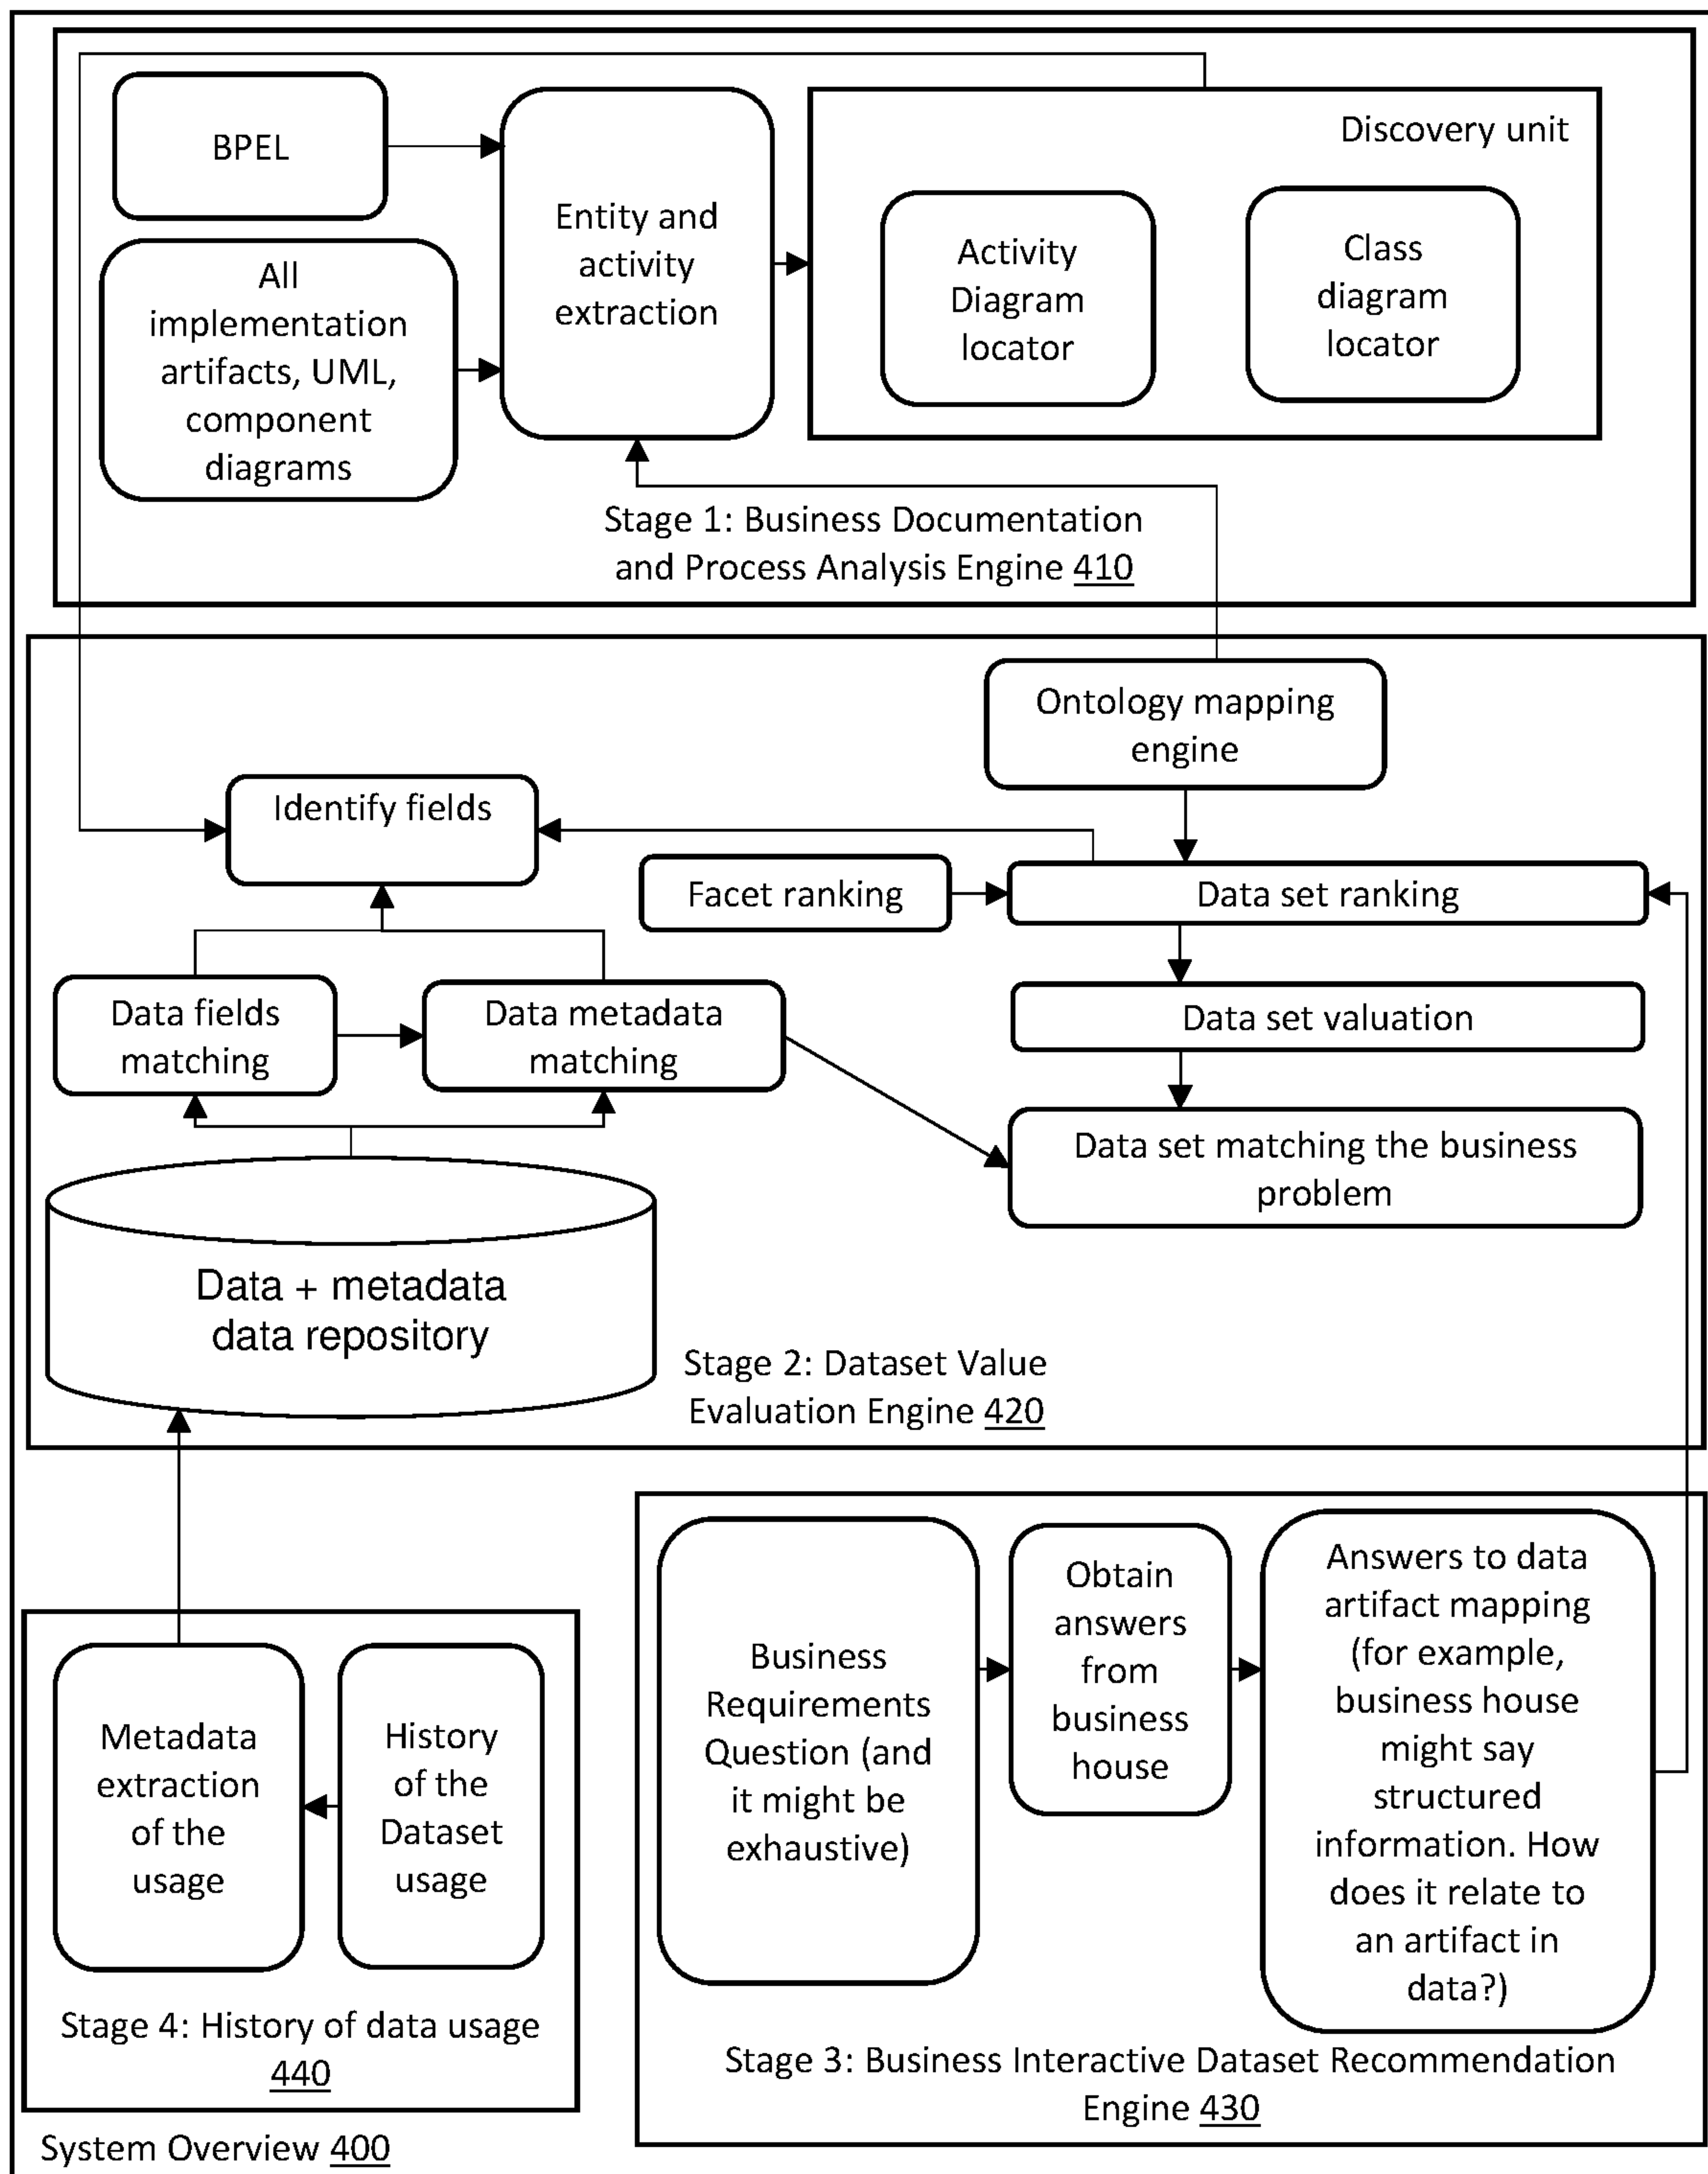 BPEL
All
implementation
artifacts, UML,
component
diagrams
Entity and
activity
extraction
Discovery unit
Activity
Diagram
locator
Class
diagram
locator
Stage 1: Business Documentation
and Process Analysis Engine 410
Ontology mapping
engine
Identify fields
Facet ranking
Data set ranking
Data fields
matching
Data metadata
matching
Data set valuation
Data set matching the business
problem
Data + metadata
data repository
Stage 2: Dataset Value
Evaluation Engine 420
Metadata
extraction
of the
usage
History
of the
Dataset
usage
Stage 4: History of data usage
440
Business
Requirements
Question (and
it might be
exhaustive)
Obtain
answers
from
business
house
Answers to data
artifact mapping
(for example,
business house
might say
structured
information. How
does it relate to
an artifact in
data?)
Stage 3: Business Interactive Dataset Recommendation
Engine 430
System Overview 400